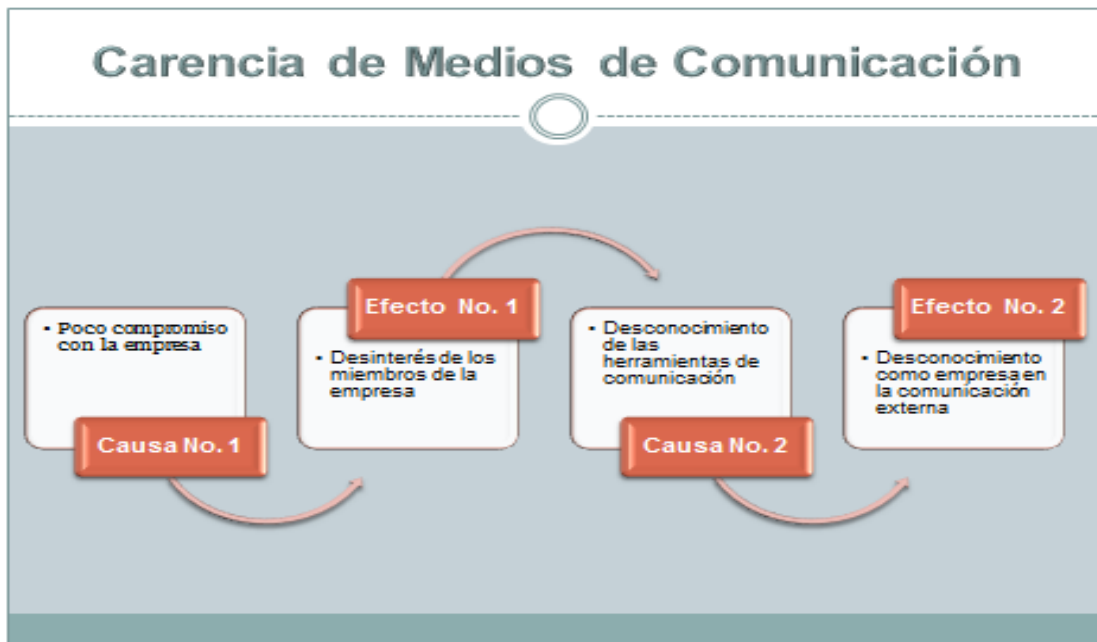 Carencia de Medios de Comunicación
• Poco compromiso
con la empresa
Causa No. 1
Efecto No. 1
• Desinterés de los
miembros de la
empresa
• Desconocimiento
de las
herramientas de
comunicación
Causa No. 2
Efecto No. 2
• Desconocimiento
como empresa en
la comunicación
externa